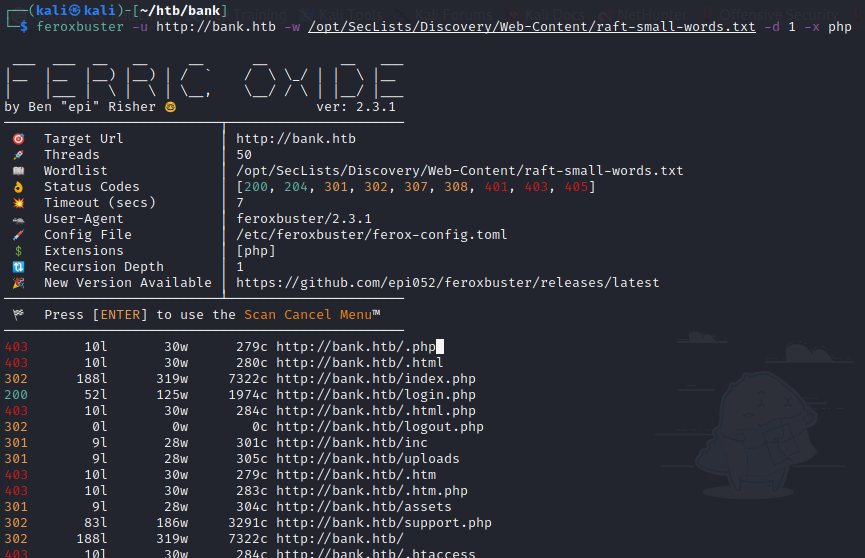 (kali㉿kali)-[~/htb/bank]
$ feroxbuster -u http://bank.htb -w /opt/SecLists/Discovery/Web-Content/raft-small-words.txt -d 1 -x php
FERRIC OXIDE
by Ben "epi" Risher 🤓 ver: 2.3.1
🎯 Target Url │ http://bank.htb
🚀 Threads │ 50
📖 Wordlist │ /opt/SecLists/Discovery/Web-Content/raft-small-words.txt
👌 Status Codes │ [200, 204, 301, 302, 307, 308, 401, 403, 405]
💥 Timeout (secs) │ 7
🦡 User-Agent │ feroxbuster/2.3.1
💉 Config File │ /etc/feroxbuster/ferox-config.toml
💲 Extensions │ [php]
🔃 Recursion Depth │ 1
🎉 New Version Available │ https://github.com/epi052/feroxbuster/releases/latest
🏁 Press [ENTER] to use the Scan Cancel Menu™
403 10l 30w 279c http://bank.htb/.php
403 10l 30w 280c http://bank.htb/.html
302 188l 319w 7322c http://bank.htb/index.php
200 52l 125w 1974c http://bank.htb/login.php
403 10l 30w 284c http://bank.htb/.html.php
302 0l 0w 0c http://bank.htb/logout.php
301 9l 28w 301c http://bank.htb/inc
301 9l 28w 305c http://bank.htb/uploads
403 10l 30w 279c http://bank.htb/.htm
403 10l 30w 283c http://bank.htb/.htm.php
301 9l 28w 304c http://bank.htb/assets
302 83l 186w 3291c http://bank.htb/support.php
302 188l 319w 7322c http://bank.htb/
403 10l 30w 284c http://bank.htb/.htaccess